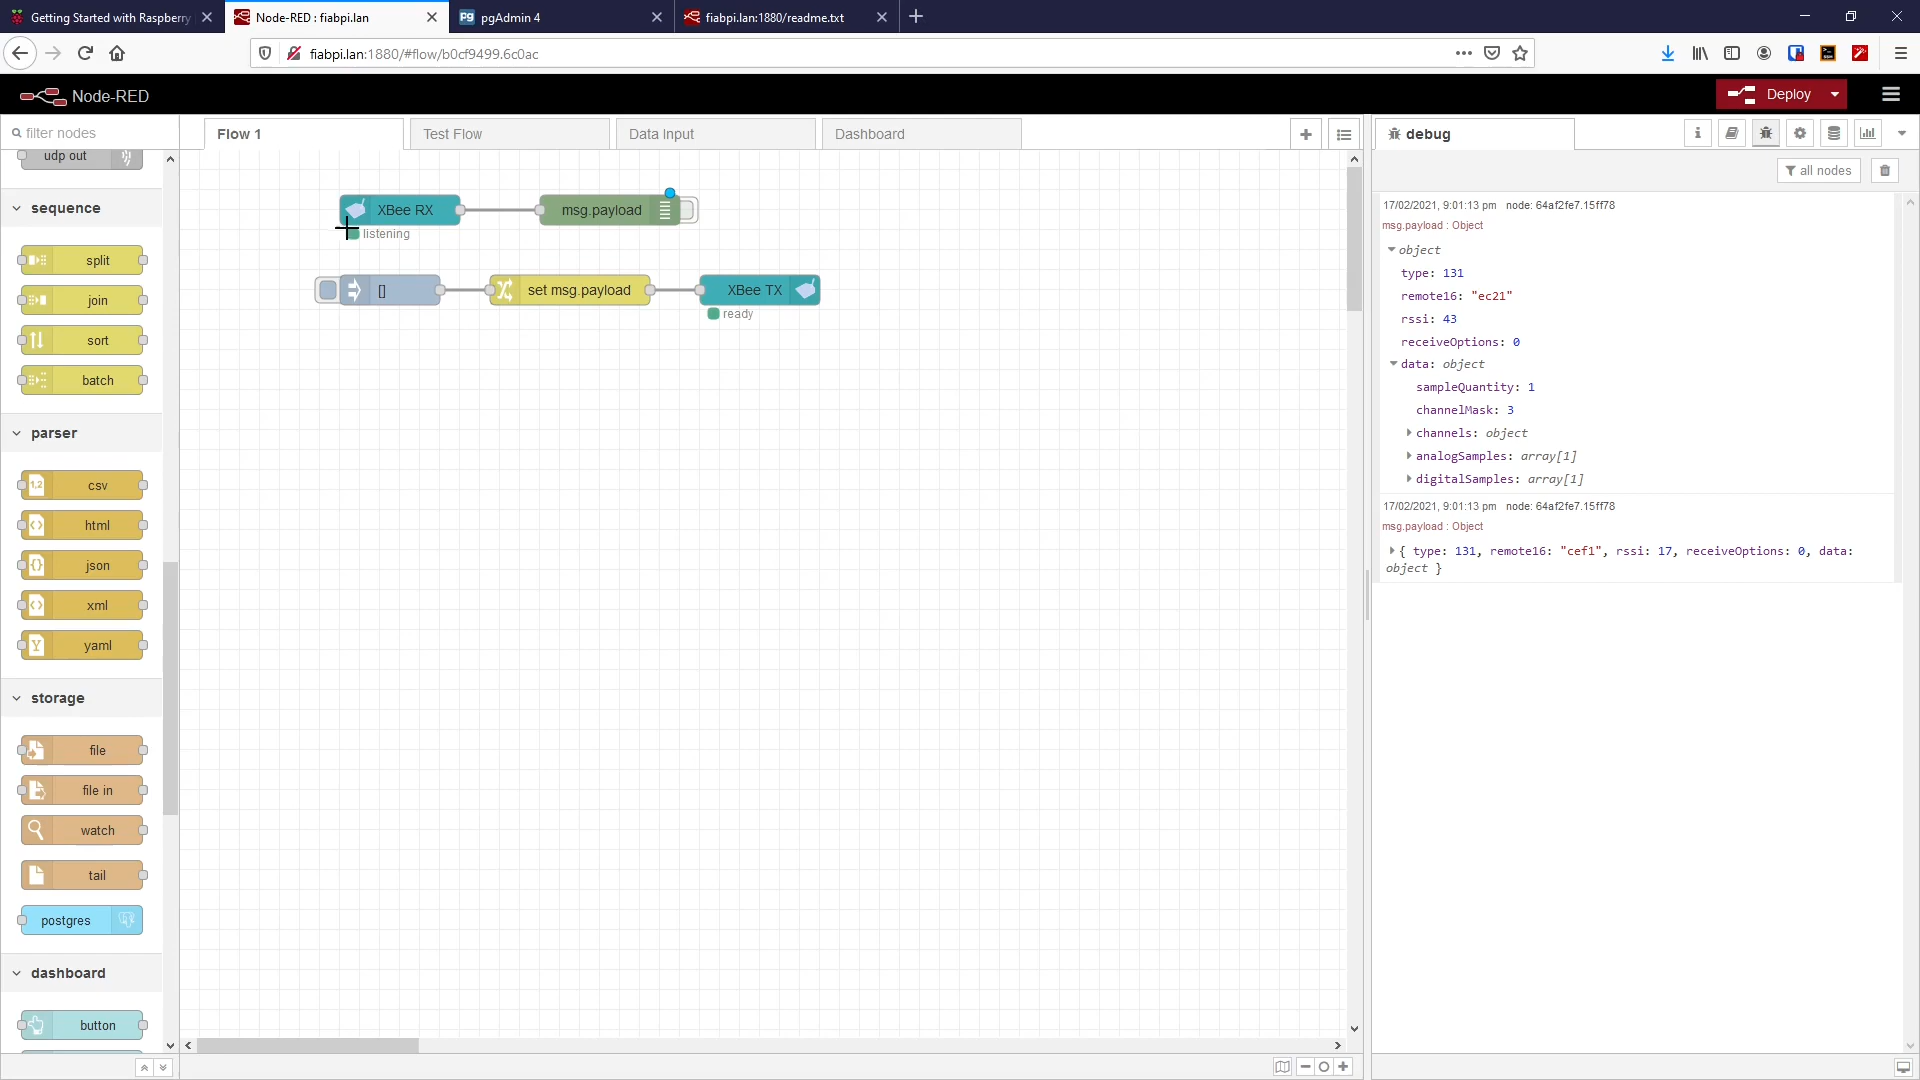 Getting Started with Raspberry
Node-RED : fiabpi.lan
pgAdmin 4
fiabpi.lan:1880/readme.txt
fiabpi.lan:1880/#flow/b0cf9499.6c0ac
Node-RED
Deploy
filter nodes
Flow 1
Test Flow
Data Input
Dashboard
debug
all nodes
udp out
sequence
split
join
sort
batch
parser
csv
html
json
xml
yaml
storage
file
file in
watch
tail
postgres
dashboard
button
XBee RX
msg.payload
listening
[]
set msg.payload
XBee TX
ready
17/02/2021, 9:01:13 pm node: 64af2fe7.15ff78
msg.payload : Object
object
type: 131
remote16: "ec21"
rssi: 43
receiveOptions: 0
data: object
sampleQuantity: 1
channelMask: 3
channels: object
analogSamples: array[1]
digitalSamples: array[1]
17/02/2021, 9:01:13 pm node: 64af2fe7.15ff78
msg.payload : Object
{ type: 131, remote16: "cef1", rssi: 17, receiveOptions: 0, data:
object }